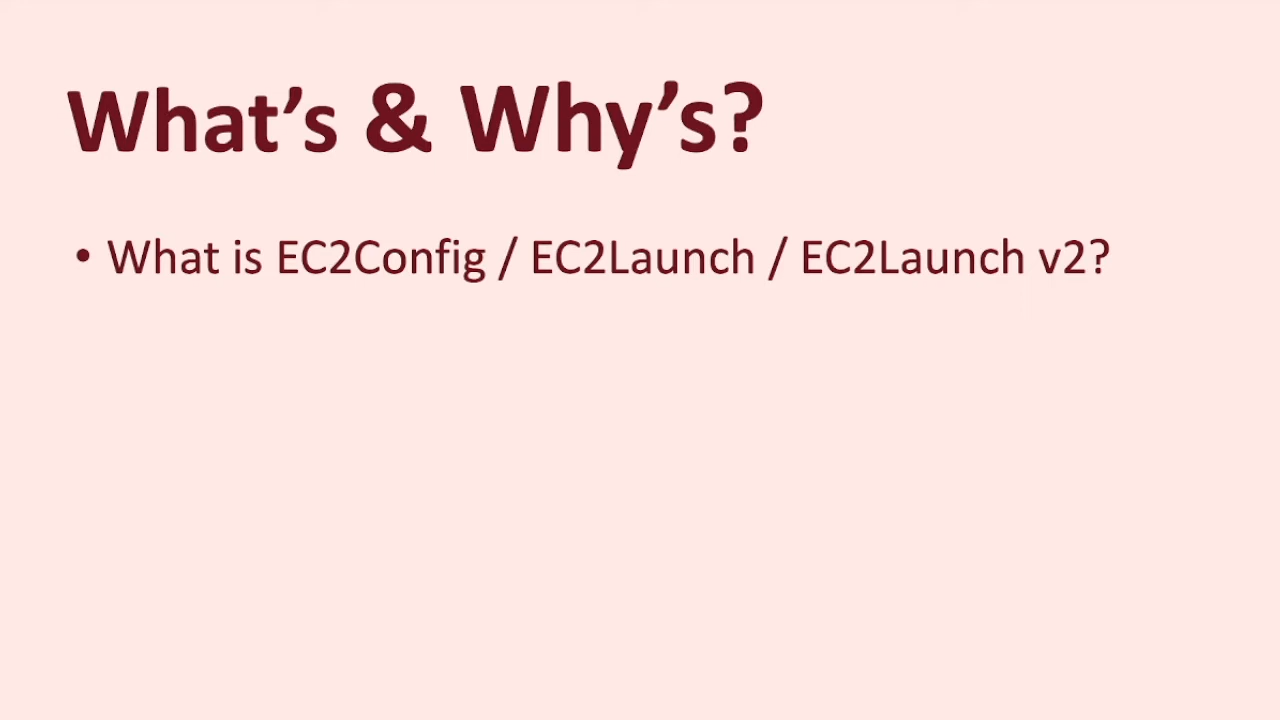 What’s & Why’s?
• What is EC2Config / EC2Launch / EC2Launch v2?